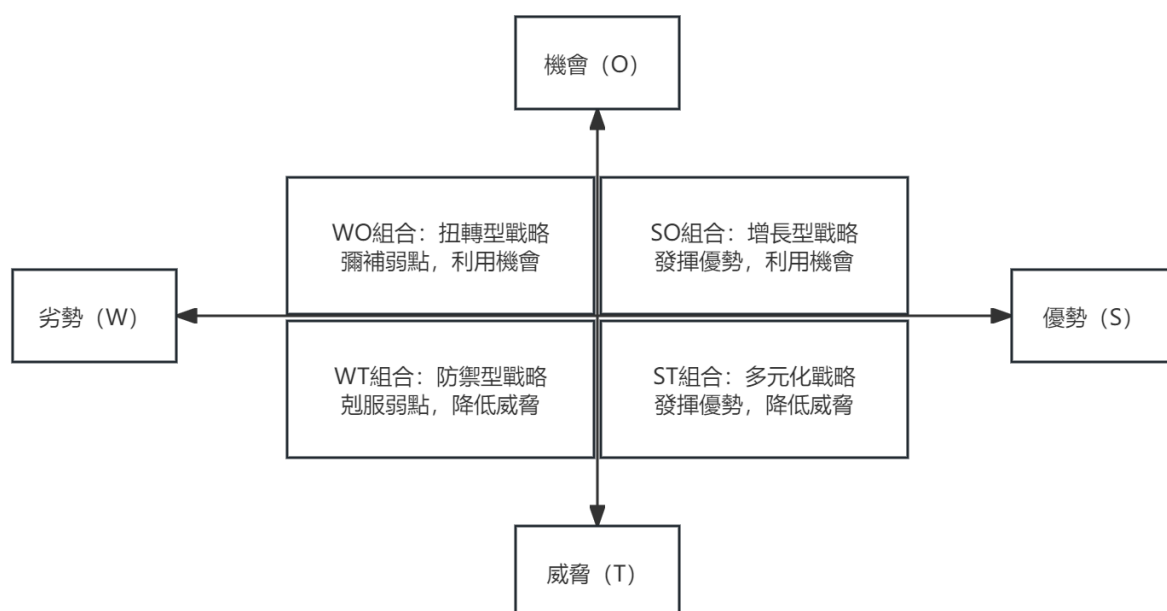 機會（O）
WO組合：扭轉型戰略
彌補弱點，利用機會
SO組合：增長型戰略
發揮優勢，利用機會
劣勢（W）
優勢（S）
WT組合：防禦型戰略
剋服弱點，降低威脅
ST組合：多元化戰略
發揮優勢，降低威脅
威脅（T）